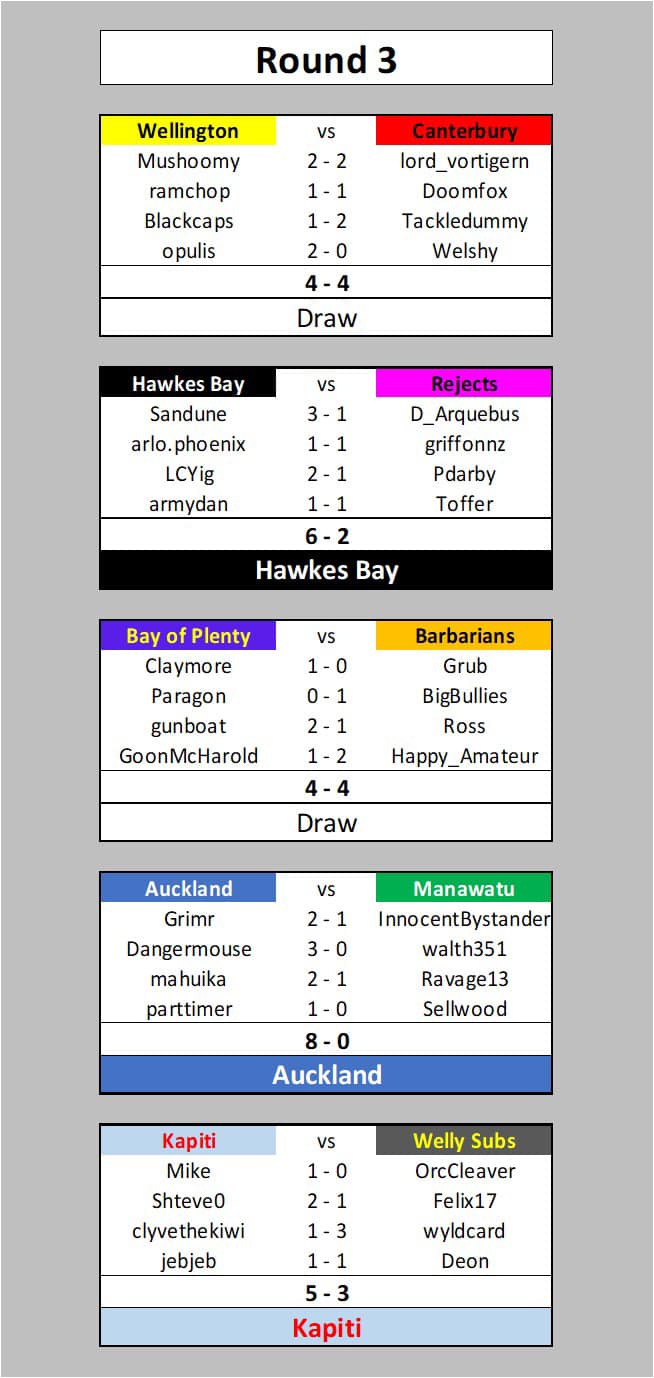 Round 3
Wellington vs Canterbury
Mushoomy 2 - 2 lord_vortigern
ramchop 1 - 1 Doomfox
Blackcaps 1 - 2 Tackledummy
opulis 2 - 0 Welshy
4 - 4
Draw
Hawkes Bay vs Rejects
Sandune 3 - 1 D_Arquebus
arlo.phoenix 1 - 1 griffonnz
LCYig 2 - 1 Pdarby
armydan 1 - 1 Toffer
6 - 2
Hawkes Bay
Bay of Plenty vs Barbarians
Claymore 1 - 0 Grub
Paragon 0 - 1 BigBullies
gunboat 2 - 1 Ross
GoonMcHarold 1 - 2 Happy_Amateur
4 - 4
Draw
Auckland vs Manawatu
Grimr 2 - 1 InnocentBystander
Dangermouse 3 - 0 walth351
mahuika 2 - 1 Ravage13
parttimer 1 - 0 Sellwood
8 - 0
Auckland
Kapiti vs Welly Subs
Mike 1 - 0 OrcCleaver
Shteve0 2 - 1 Felix17
clyvethekiwi 1 - 3 wyldcard
jebjeb 1 - 1 Deon
5 - 3
Kapiti